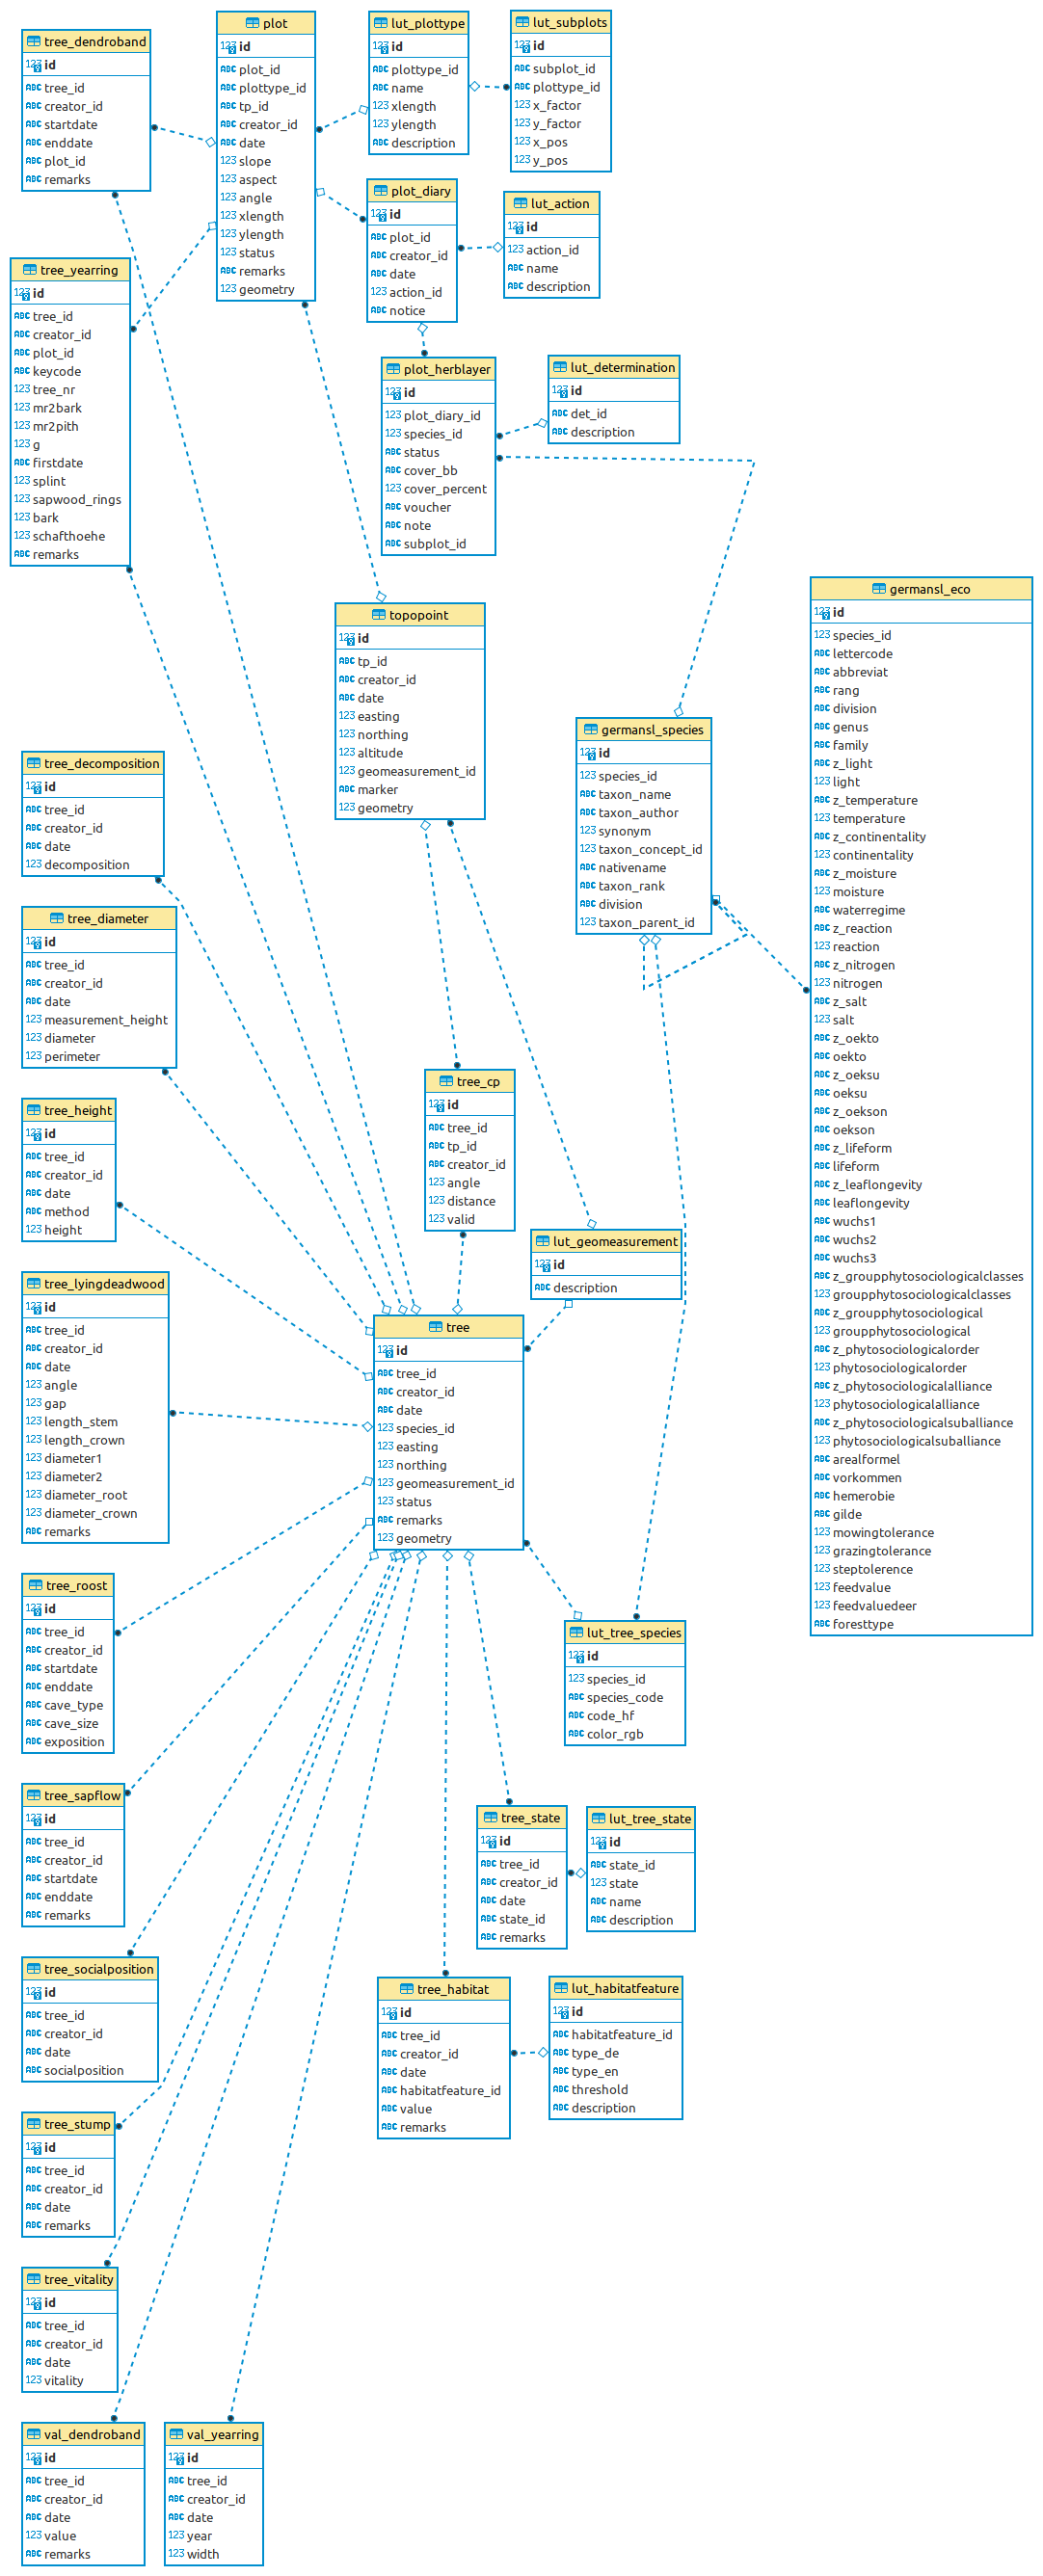 plot
id
plot_id
plottype_id
tp_id
creator_id
date
slope
aspect
angle
xlength
ylength
status
remarks
geometry
lut_plottype
id
plottype_id
name
xlength
ylength
description
lut_subplots
id
subplot_id
plottype_id
x_factor
y_factor
x_pos
y_pos
tree_dendroband
id
tree_id
creator_id
startdate
enddate
plot_id
remarks
plot_diary
id
plot_id
creator_id
date
action_id
notice
lut_action
id
action_id
name
description
tree_yearring
id
tree_id
creator_id
plot_id
keycode
tree_nr
mr2bark
mr2pith
g
firstdate
splint
sapwood_rings
bark
schafthoehe
remarks
plot_herblayer
id
plot_diary_id
species_id
status
cover_bb
cover_percent
voucher
note
subplot_id
lut_determination
id
det_id
description
topopoint
id
tp_id
creator_id
date
easting
northing
altitude
geomeasurement_id
marker
geometry
germansl_eco
id
species_id
lettercode
abbreviat
rang
division
genus
family
z_light
light
z_temperature
temperature
z_continentality
continentality
z_moisture
moisture
waterregime
z_reaction
reaction
z_nitrogen
nitrogen
z_salt
salt
z_oekto
oekto
z_oeksu
oeksu
z_oekson
oekson
z_lifeform
lifeform
z_leaflongevity
leaflongevity
wuchs1
wuchs2
wuchs3
z_groupphytosociologicalclasses
groupphytosociologicalclasses
z_groupphytosociological
groupphytosociological
z_phytosociologicalorder
phytosociologicalorder
z_phytosociologicalalliance
phytosociologicalalliance
z_phytosociologicalsuballiance
phytosociologicalsuballiance
arealformel
vorkommen
hemerobie
gilde
mowingtolerance
grazingtolerance
steptolerence
feedvalue
feedvaluedeer
foresttype
germansl_species
id
species_id
taxon_name
taxon_author
synonym
taxon_concept_id
nativename
taxon_rank
division
taxon_parent_id
tree_decomposition
id
tree_id
creator_id
date
decomposition
tree_diameter
id
tree_id
creator_id
date
measurement_height
diameter
perimeter
tree_cp
id
tree_id
tp_id
creator_id
angle
distance
valid
tree_height
id
tree_id
creator_id
date
method
height
lut_geomeasurement
id
description
tree_lyingdeadwood
id
tree_id
creator_id
date
angle
gap
length_stem
length_crown
diameter1
diameter2
diameter_root
diameter_crown
remarks
tree
id
tree_id
creator_id
date
species_id
easting
northing
geomeasurement_id
status
remarks
geometry
tree_roost
id
tree_id
creator_id
startdate
enddate
cave_type
cave_size
exposition
lut_tree_species
id
species_id
species_code
code_hf
color_rgb
tree_sapflow
id
tree_id
creator_id
startdate
enddate
remarks
tree_state
id
tree_id
creator_id
date
state_id
remarks
lut_tree_state
id
state_id
state
name
description
tree_socialposition
id
tree_id
creator_id
date
socialposition
tree_habitat
id
tree_id
creator_id
date
habitatfeature_id
value
remarks
lut_habitatfeature
id
habitatfeature_id
type_de
type_en
threshold
description
tree_stump
id
tree_id
creator_id
date
remarks
tree_vitality
id
tree_id
creator_id
date
vitality
val_dendroband
id
tree_id
creator_id
date
value
remarks
val_yearring
id
tree_id
creator_id
date
year
width